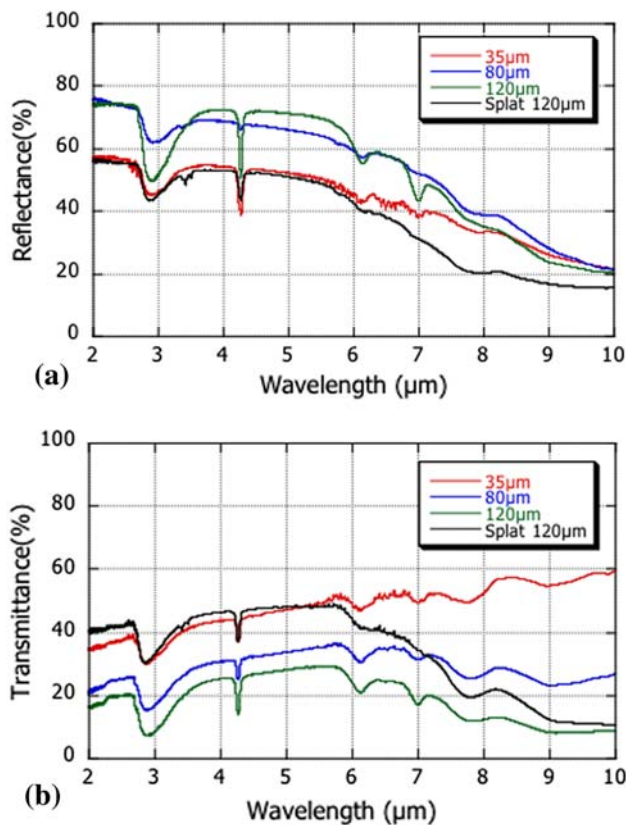 100
80
60
40
20
0
Reflectance(%)
35µm
80µm
120µm
Splat 120µm
2 3 4 5 6 7 8 9 10
Wavelength (µm)
(a)
100
80
60
40
20
0
Transmittance(%)
35µm
80µm
120µm
Splat 120µm
2 3 4 5 6 7 8 9 10
Wavelength (µm)
(b)